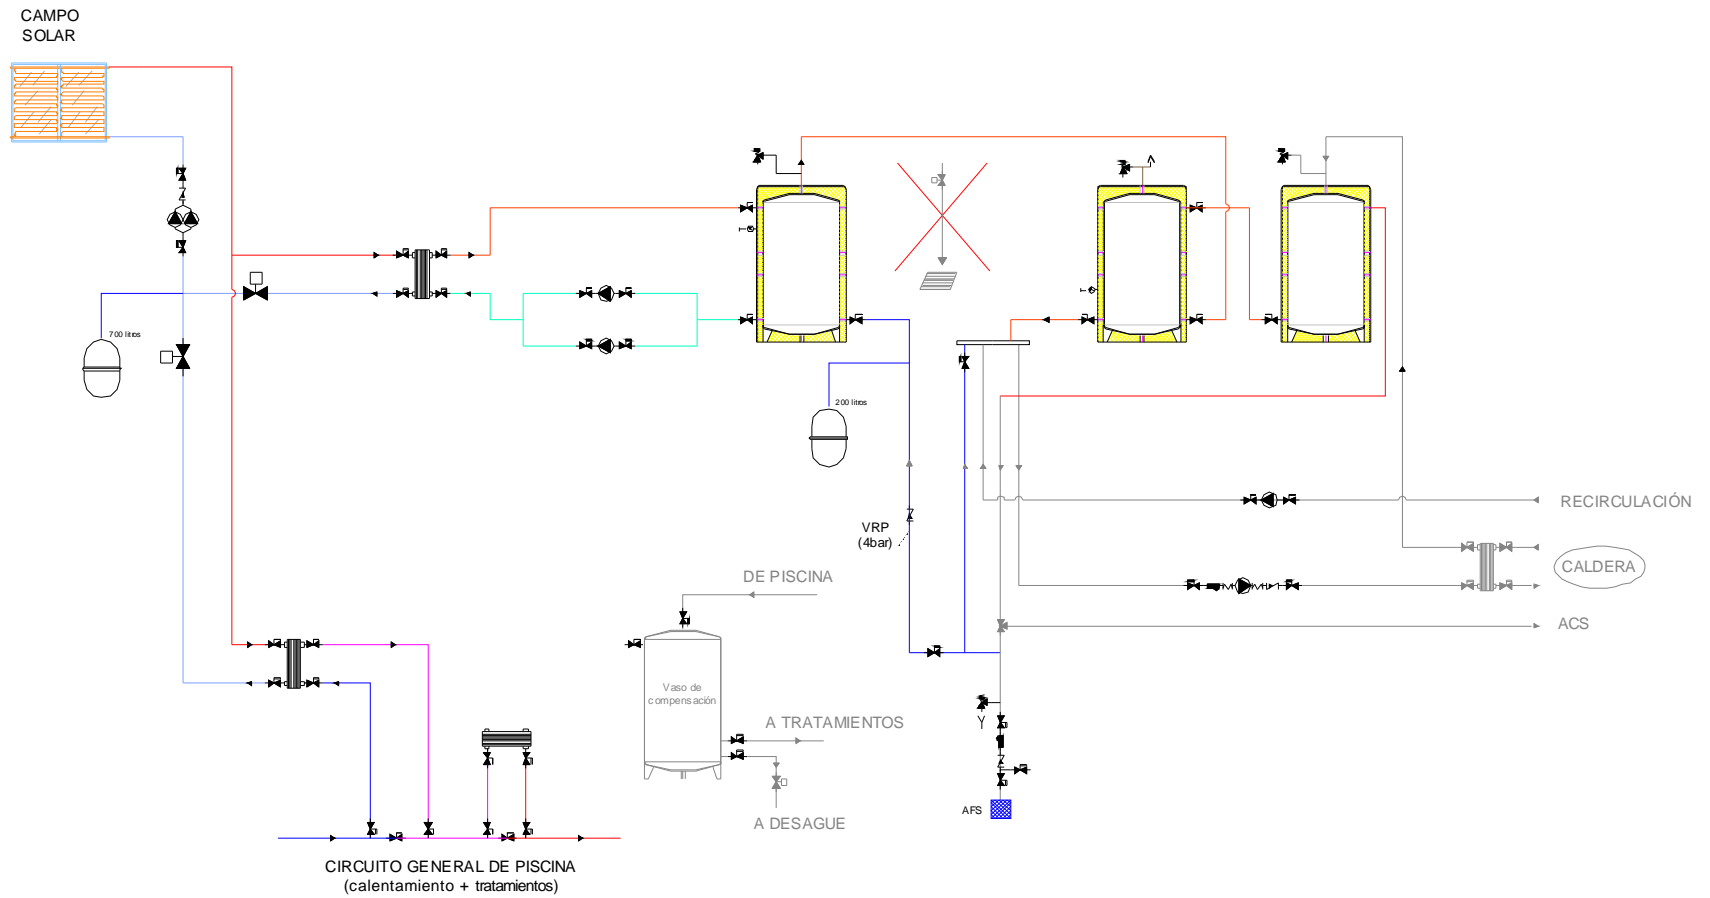 CAMPO
SOLAR
700 litros
200 litros
T
T
VRP
(4bar)
RECIRCULACIÓN
CALDERA
ACS
DE PISCINA
Vaso de
compensación
A TRATAMIENTOS
A DESAGUE
AFS
CIRCUITO GENERAL DE PISCINA
(calentamiento + tratamientos)